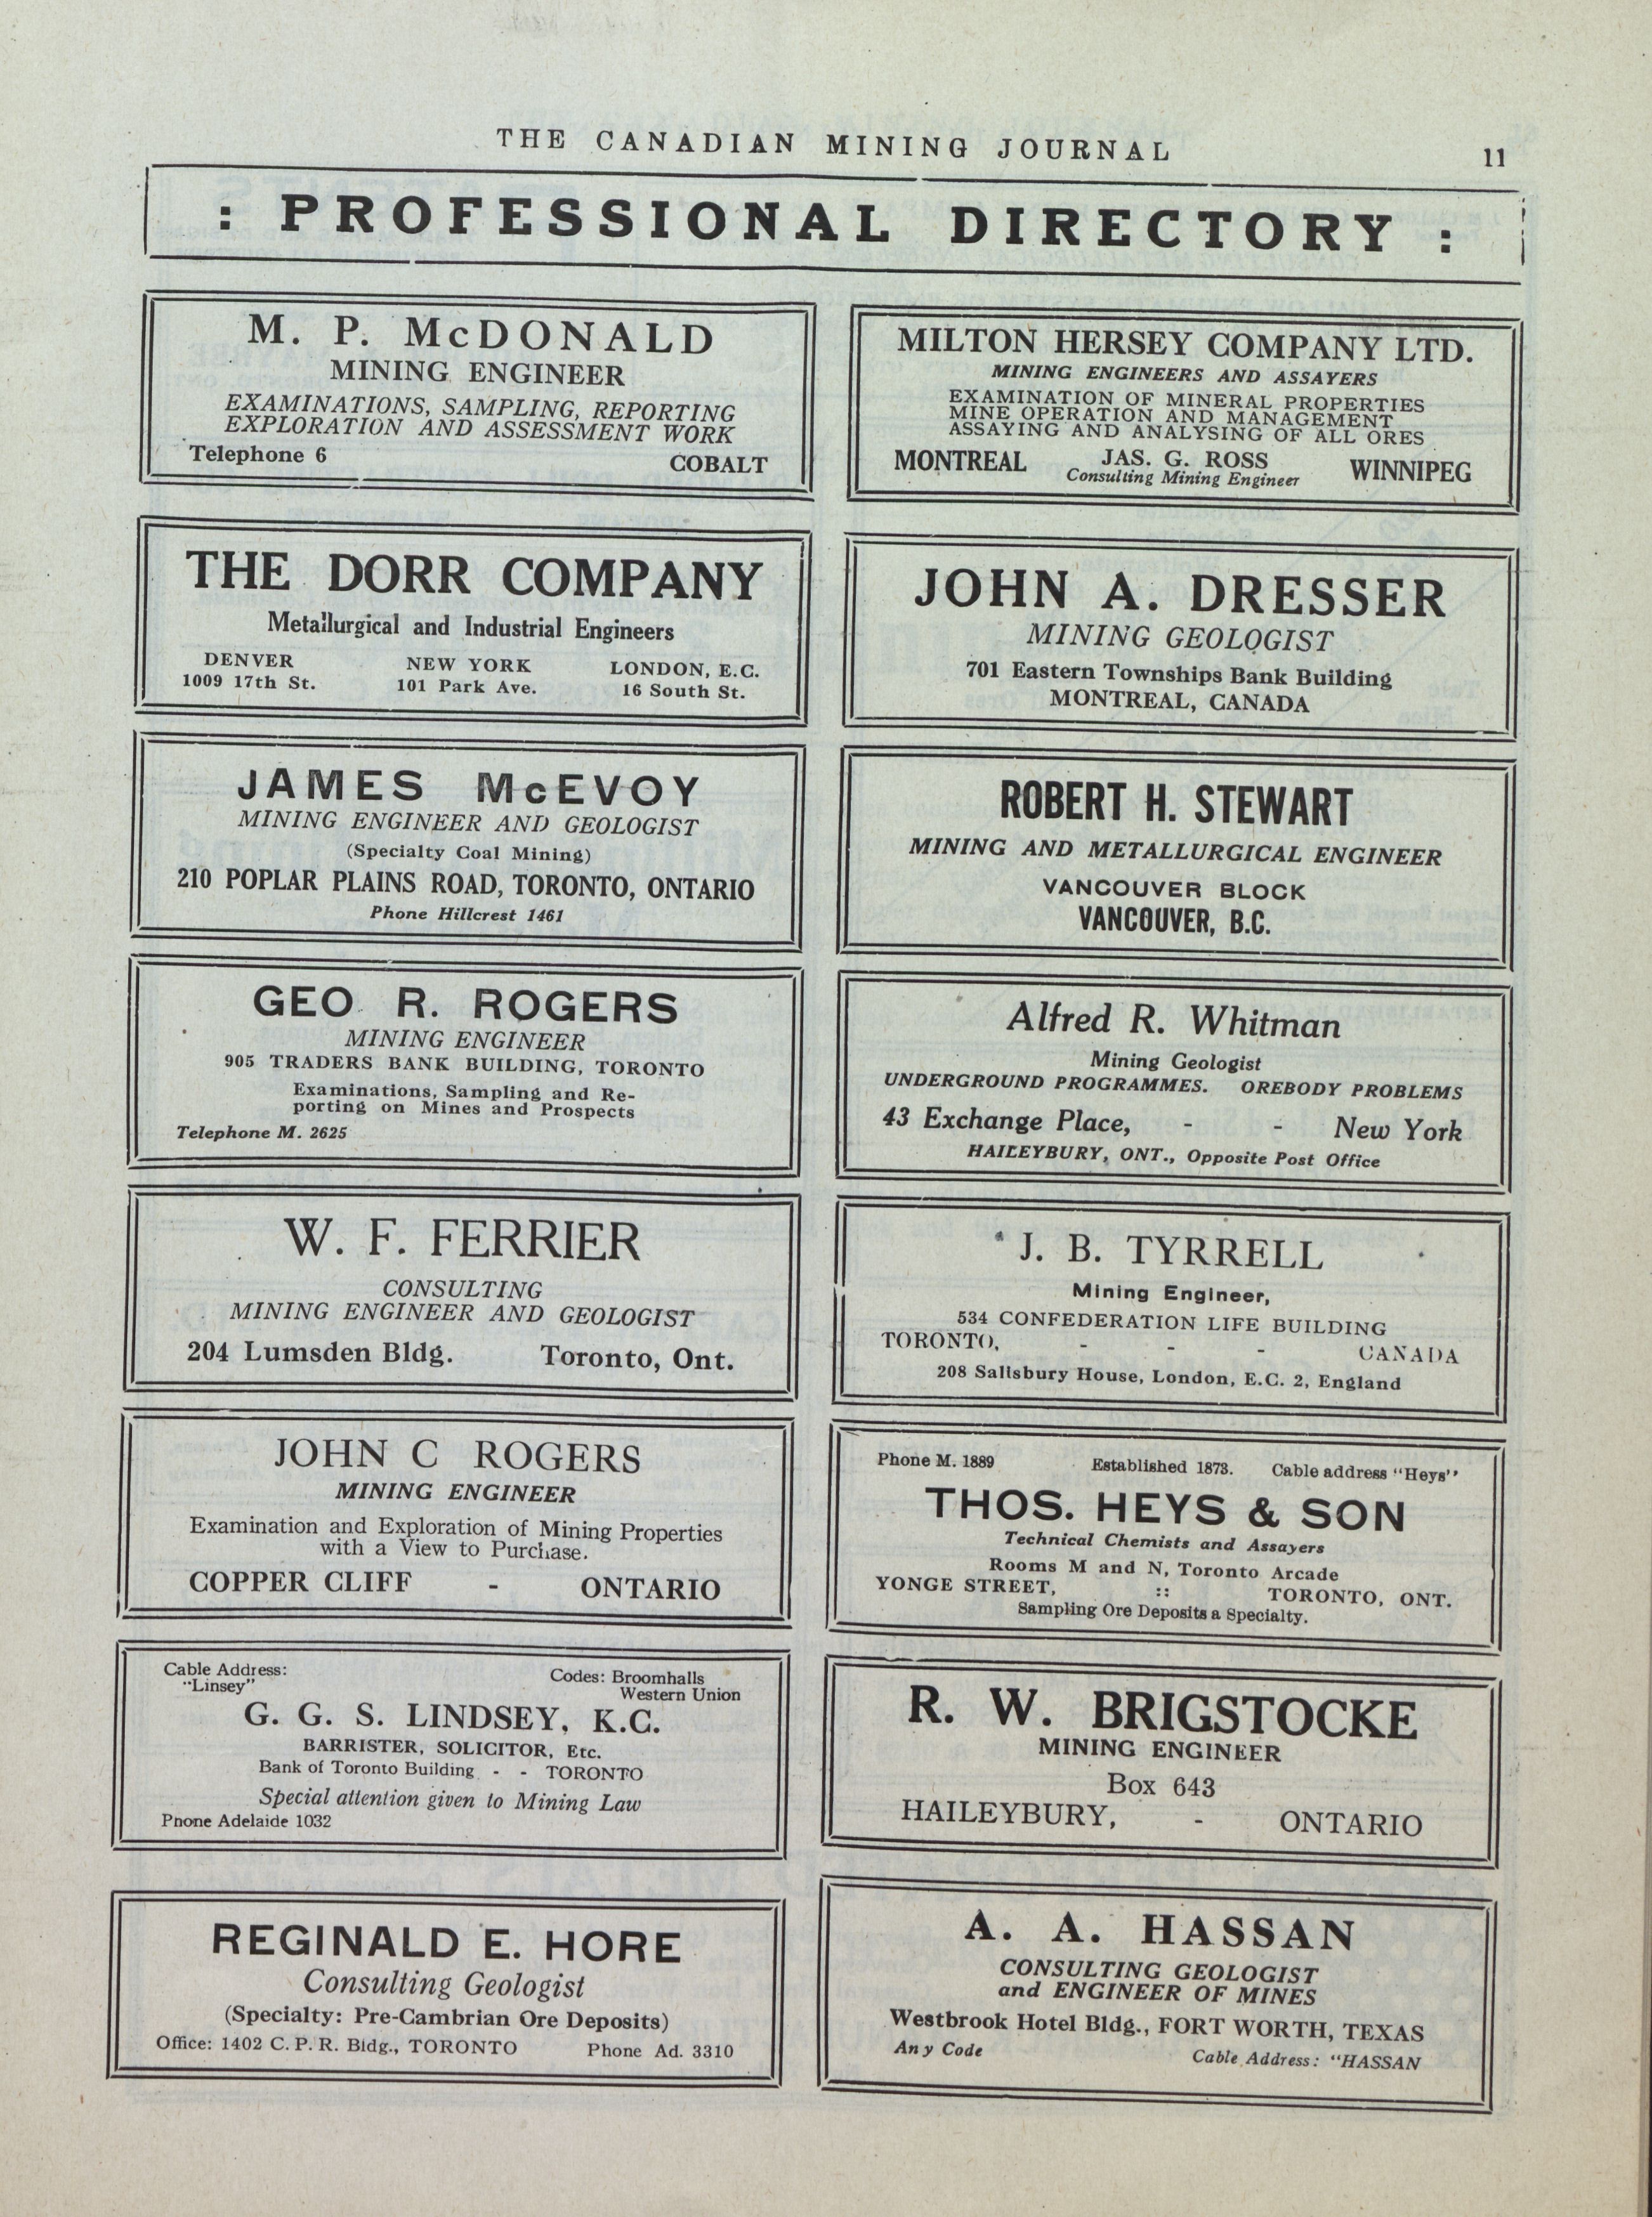 THE CANADIAN MINING JOURNAL 11
: PROFESSIONAL DIRECTORY :
M. P. McDONALD
MINING ENGINEER
EXAMINATIONS, SAMPLING, REPORTING
EXPLORATION AND ASSESSMENT WORK
Telephone 6 COBALT
MILTON HERSEY COMPANY LTD.
MINING ENGINEERS AND ASSAYERS
EXAMINATION OF MINERAL PROPERTIES
MINE OPERATION AND MANAGEMENT
ASSAYING AND ANALYSING OF ALL ORES
MONTREAL JAS. G. ROSS WINNIPEG
Consulting Mining Engineer
THE DORR COMPANY
Metallurgical and Industrial Engineers
DENVER NEW YORK LONDON, E.C.
1009 17th St. 101 Park Ave. 16 South St.
JOHN A. DRESSER
MINING GEOLOGIST
701 Eastern Townships Bank Building
MONTREAL, CANADA
JAMES McEVOY
MINING ENGINEER AND GEOLOGIST
(Specialty Coal Mining)
210 POPLAR PLAINS ROAD, TORONTO, ONTARIO
Phone Hillcrest 1461
ROBERT H. STEWART
MINING AND METALLURGICAL ENGINEER
VANCOUVER BLOCK
VANCOUVER, B.C.
GEO. R. ROGERS
MINING ENGINEER
905 TRADERS BANK BUILDING, TORONTO
Examinations, Sampling and Re-
porting on Mines and Prospects
Telephone M. 2625
Alfred R. Whitman
Mining Geologist
UNDERGROUND PROGRAMMES. OREBODY PROBLEMS
43 Exchange Place, - - New York
HAILEYBURY, ONT., Opposite Post Office
W. F. FERRIER
CONSULTING
MINING ENGINEER AND GEOLOGIST
204 Lumsden Bldg. Toronto, Ont.
J. B. TYRRELL
Mining Engineer,
534 CONFEDERATION LIFE BUILDING
TORONTO, - - - CANADA
208 Salisbury House, London, E.C. 2, England
JOHN C ROGERS
MINING ENGINEER
Examination and Exploration of Mining Properties
with a View to Purchase.
COPPER CLIFF - ONTARIO
Phone M. 1889 Established 1873. Cable address "Heys"
THOS. HEYS & SON
Technical Chemists and Assayers
Rooms M and N, Toronto Arcade
YONGE STREET, :: TORONTO, ONT.
Sampling Ore Deposits a Specialty.
Cable Address: Codes: Broomhalls
"Linsey" Western Union
G. G. S. LINDSEY, K.C.
BARRISTER, SOLICITOR, Etc.
Bank of Toronto Building - - TORONTO
Special attention given to Mining Law
Pnone Adelaide 1032
R. W. BRIGSTOCKE
MINING ENGINEER
Box 643
HAILEYBURY, - ONTARIO
REGINALD E. HORE
Consulting Geologist
(Specialty: Pre-Cambrian Ore Deposits)
Office: 1402 C. P. R. Bldg., TORONTO Phone Ad. 3310
A. A. HASSAN
CONSULTING GEOLOGIST
and ENGINEER OF MINES
Westbrook Hotel Bldg., FORT WORTH, TEXAS
Any Code Cable Address: "HASSAN